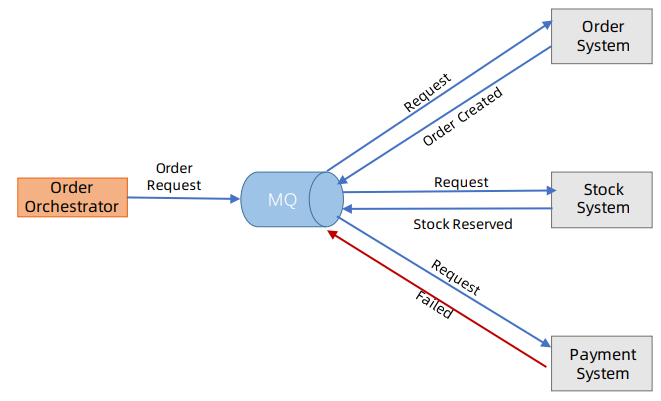 Order
System
Request
Order Created
Order
Request
Order
Orchestrator
MQ
Request
Stock
System
Stock Reserved
Request
Failed
Payment
System